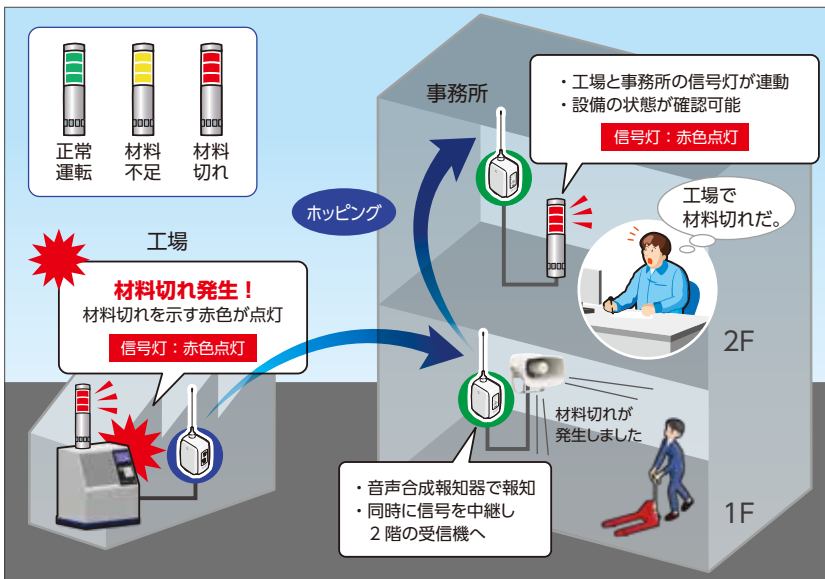 正常
運転
材料
不足
材料
切れ
事務所
・工場と事務所の信号灯が連動
・設備の状態が確認可能
信号灯：赤色点灯
工場で
材料切れだ。
ホッピング
工場
材料切れ発生！
材料切れを示す赤色が点灯
信号灯：赤色点灯
2F
材料切れが
発生しました
・音声合成報知器で報知
・同時に信号を中継し
２階の受信機へ
1F